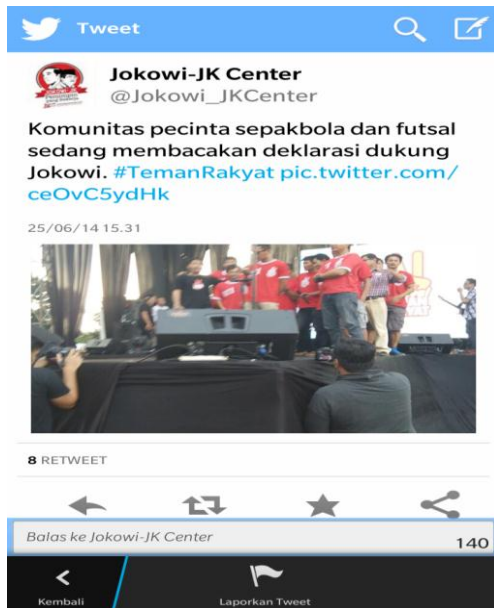 Tweet
Jokowi-JK Center
@Jokowi_JKCenter
Komunitas pecinta sepakbola dan futsal
sedang membacakan deklarasi dukung
Jokowi. #TemanRakyat pic.twitter.com/
ceOvC5ydHk
25/06/14 15.31
8 RETWEET
Balas ke Jokowi-JK Center
140
Kembali
Laporkan Tweet